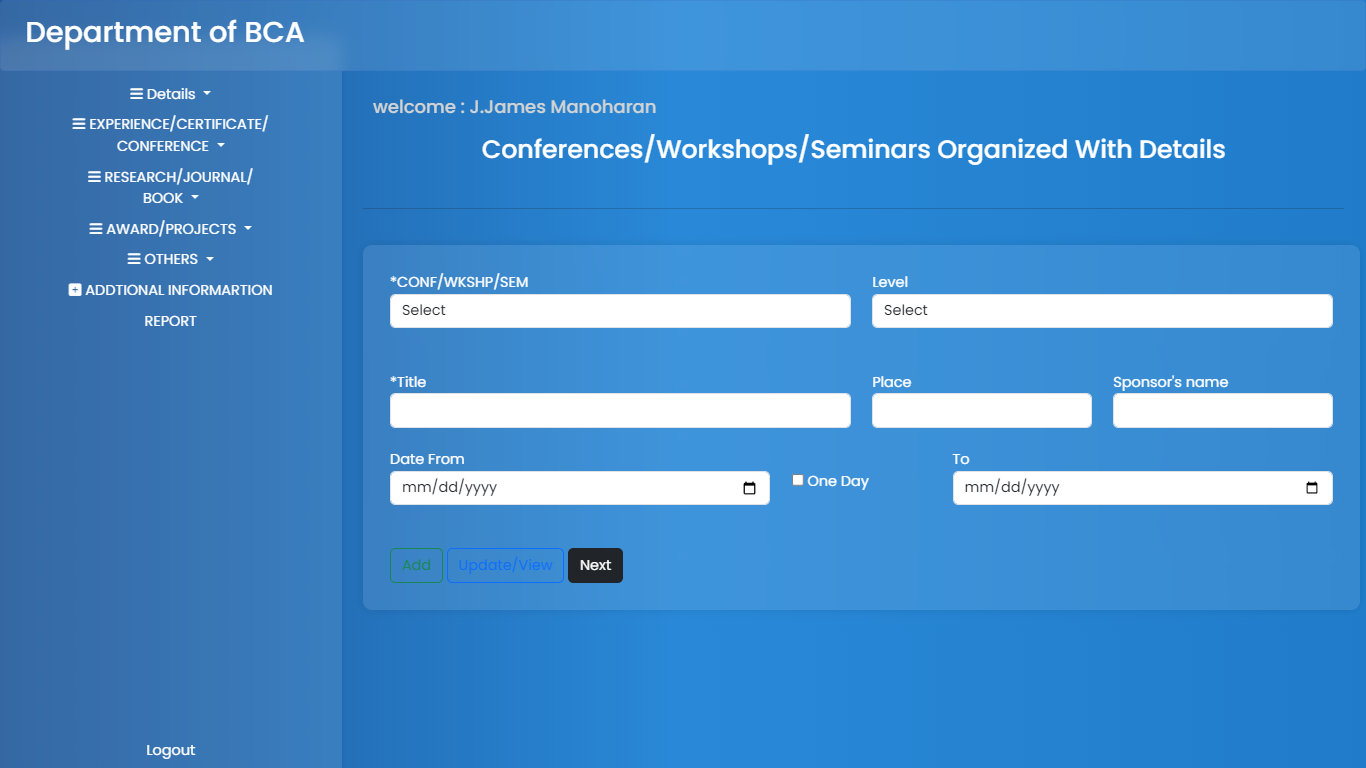 Department of BCA
Details
EXPERIENCE/CERTIFICATE/
CONFERENCE
RESEARCH/JOURNAL/
BOOK
AWARD/PROJECTS
OTHERS
ADDTIONAL INFORMARTION
REPORT
Logout
welcome : J.James Manoharan
Conferences/Workshops/Seminars Organized With Details
*CONF/WKSHP/SEM
Level
Select
Select
*Title
Place
Sponsor's name
Date From
To
mm/dd/yyyy
One Day
mm/dd/yyyy
Add
Update/View
Next